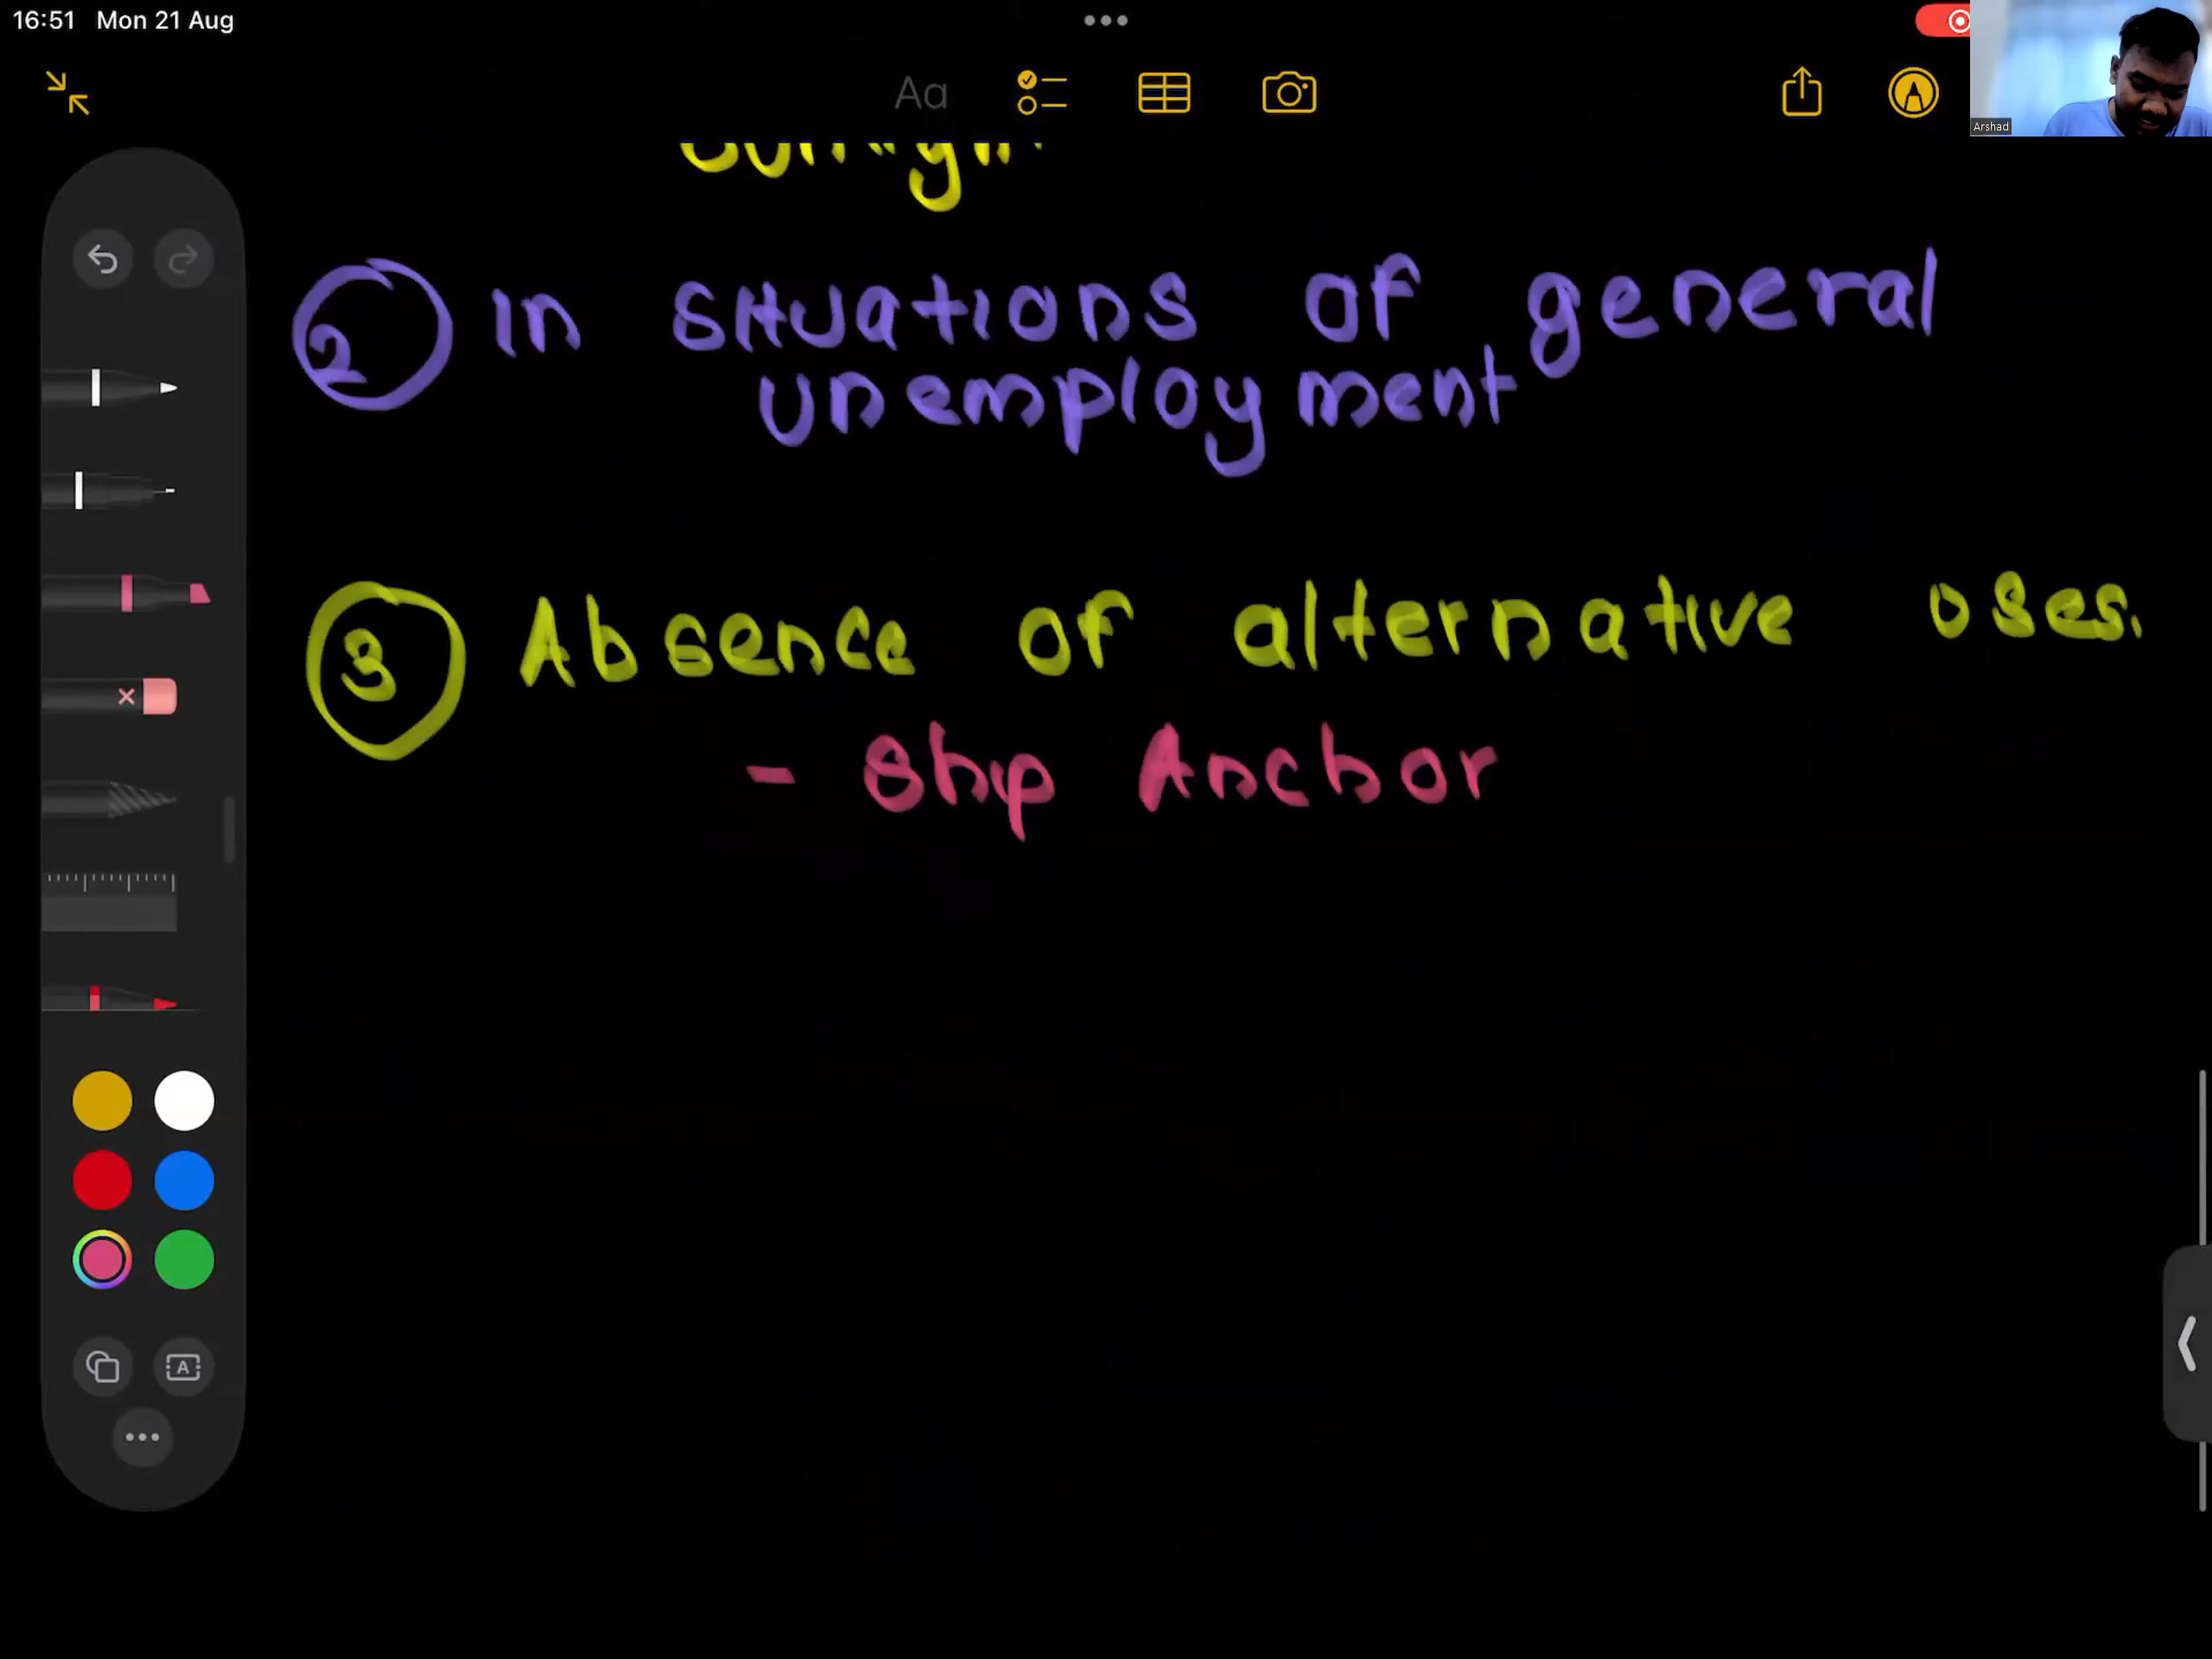 16:51 Mon 21 Aug
Aa
Arshad
2 In situations of general
unemployment
3 Absence of alternative uses.
- Ship Anchor
A